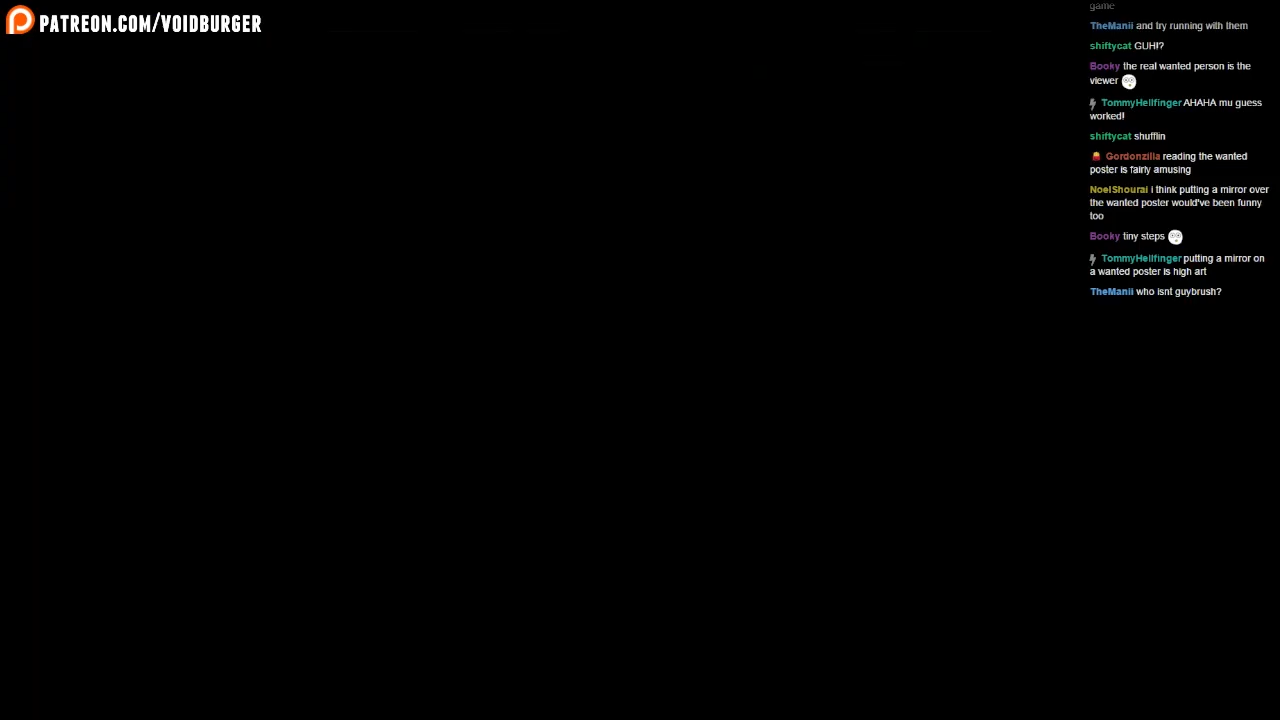 PATREON.COM/VOIDBURGER
game
TheManii and try running with them
shiftycat GUH!?
Booky the real wanted person is the
viewer
TommyHellfinger AHAHA mu guess
worked!
shiftycat shufflin
Gordonzilla reading the wanted
poster is fairly amusing
NoelShourai i think putting a mirror over
the wanted poster would've been funny
too
Booky tiny steps
TommyHellfinger putting a mirror on
a wanted poster is high art
TheManii who isnt guybrush?